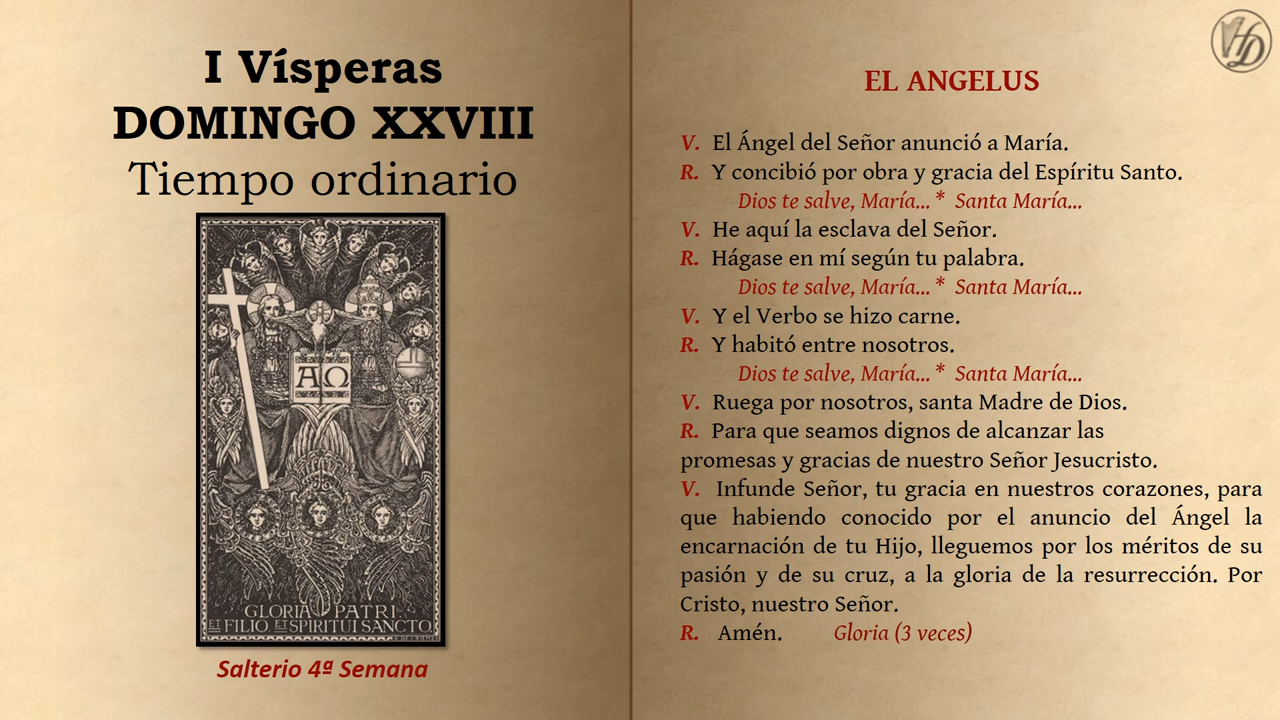 I Vísperas
DOMINGO XXVIII
Tiempo ordinario
ΑΩ
GLORIA PATRI
ET FILIO ET SPIRITUI SANCTO
Salterio 4ª Semana
EL ANGELUS
V. El Ángel del Señor anunció a María.
R. Y concibió por obra y gracia del Espíritu Santo.
Dios te salve, María...* Santa María...
V. He aquí la esclava del Señor.
R. Hágase en mí según tu palabra.
Dios te salve, María...* Santa María...
V. Y el Verbo se hizo carne.
R. Y habitó entre nosotros.
Dios te salve, María...* Santa María...
V. Ruega por nosotros, santa Madre de Dios.
R. Para que seamos dignos de alcanzar las
promesas y gracias de nuestro Señor Jesucristo.
V. Infunde Señor, tu gracia en nuestros corazones, para
que habiendo conocido por el anuncio del Ángel la
encarnación de tu Hijo, lleguemos por los méritos de su
pasión y de su cruz, a la gloria de la resurrección. Por
Cristo, nuestro Señor.
R. Amén. Gloria (3 veces)